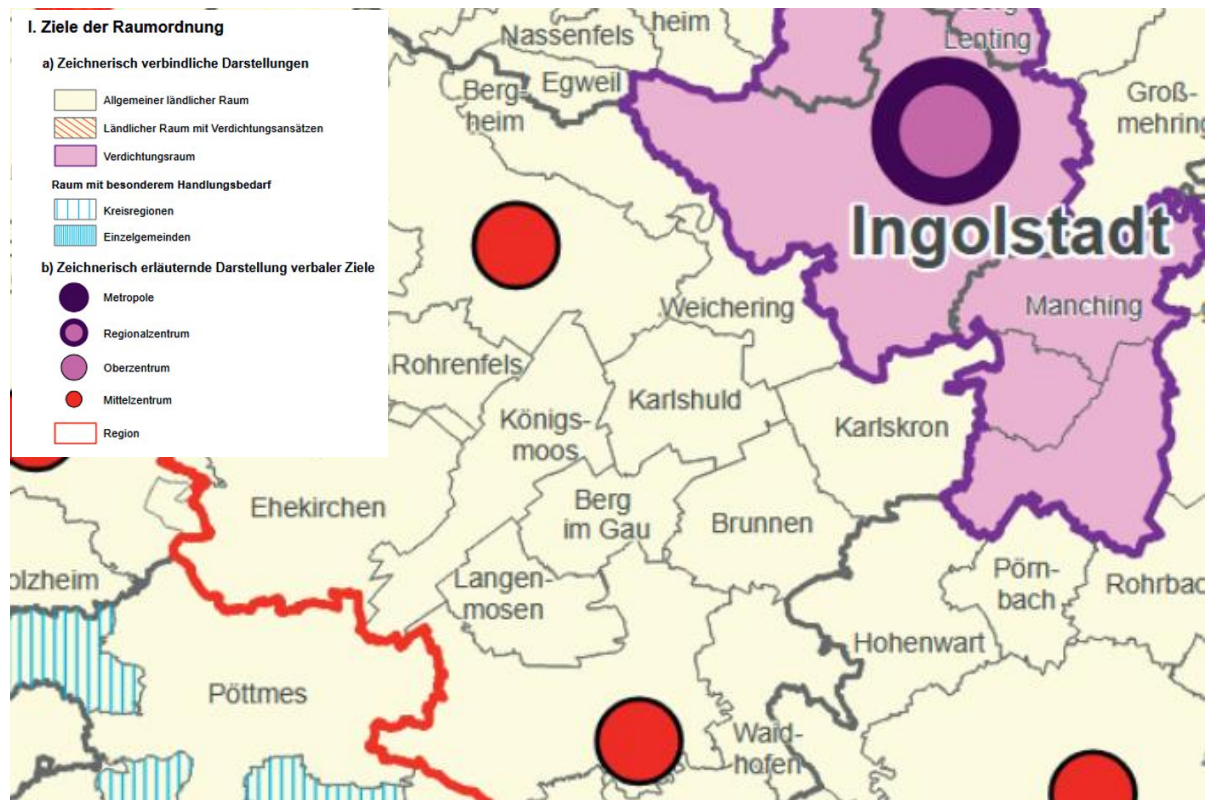 I. Ziele der Raumordnung
a) Zeichnerisch verbindliche Darstellungen
Allgemeiner ländlicher Raum
Ländlicher Raum mit Verdichtungsansätzen
Verdichtungsraum
Raum mit besonderem Handlungsbedarf
Kreisregionen
Einzelgemeinden
b) Zeichnerisch erläuternde Darstellung verbaler Ziele
Metropole
Regionalzentrum
Oberzentrum
Mittelzentrum
Region
heim
Nassenfels
Lenting
Egweil
Berg-
heim
Groß-
mehring
Ingolstadt
Weichering
Manching
Rohrenfels
Karlshuld
Königs-
moos
Karlskron
Ehekirchen
Berg
im Gau
Brunnen
olzheim
Langen-
mosen
Pörn-
bach
Rohrbac
Hohenwart
Pöttmes
Waid-
hofen